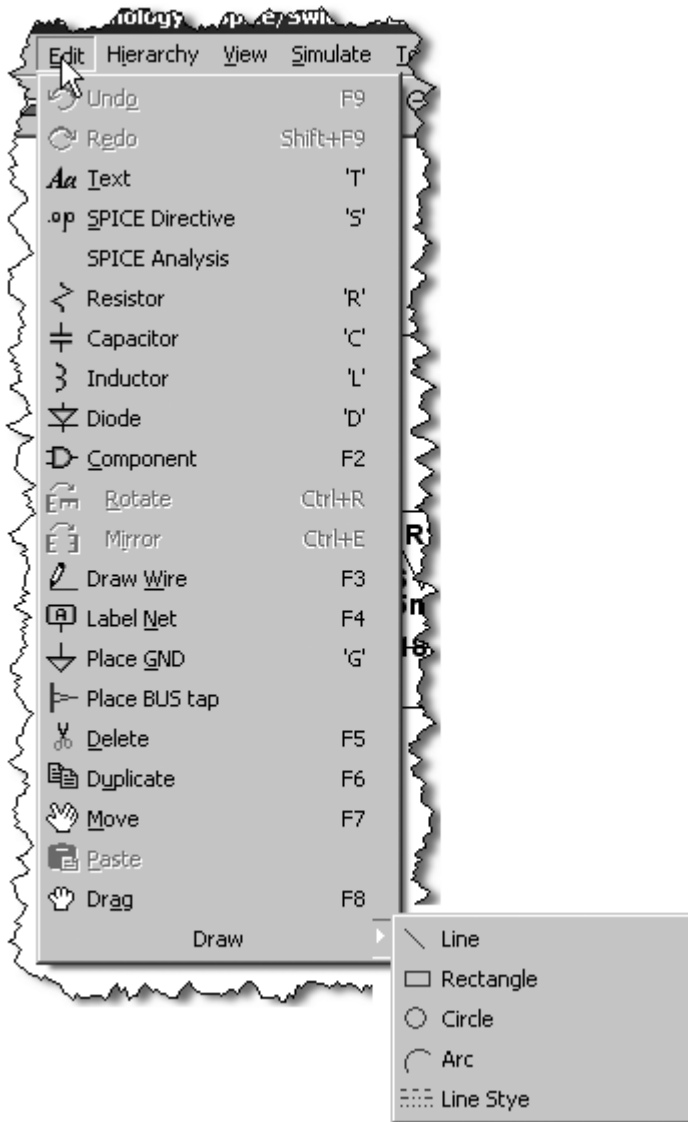 Edit Hierarchy View Simulate
Undo F9
Redo Shift+F9
Aa Text 'T'
.op SPICE Directive 'S'
SPICE Analysis
Resistor 'R'
Capacitor 'C'
Inductor 'L'
Diode 'D'
Component F2
Rotate Ctrl+R
Mirror Ctrl+E
R
Draw Wire F3
Label Net F4
Place GND 'G'
Place BUS tap
Delete F5
Duplicate F6
Move F7
Paste
Drag F8
Draw
Line
Rectangle
Circle
Arc
Line Stye